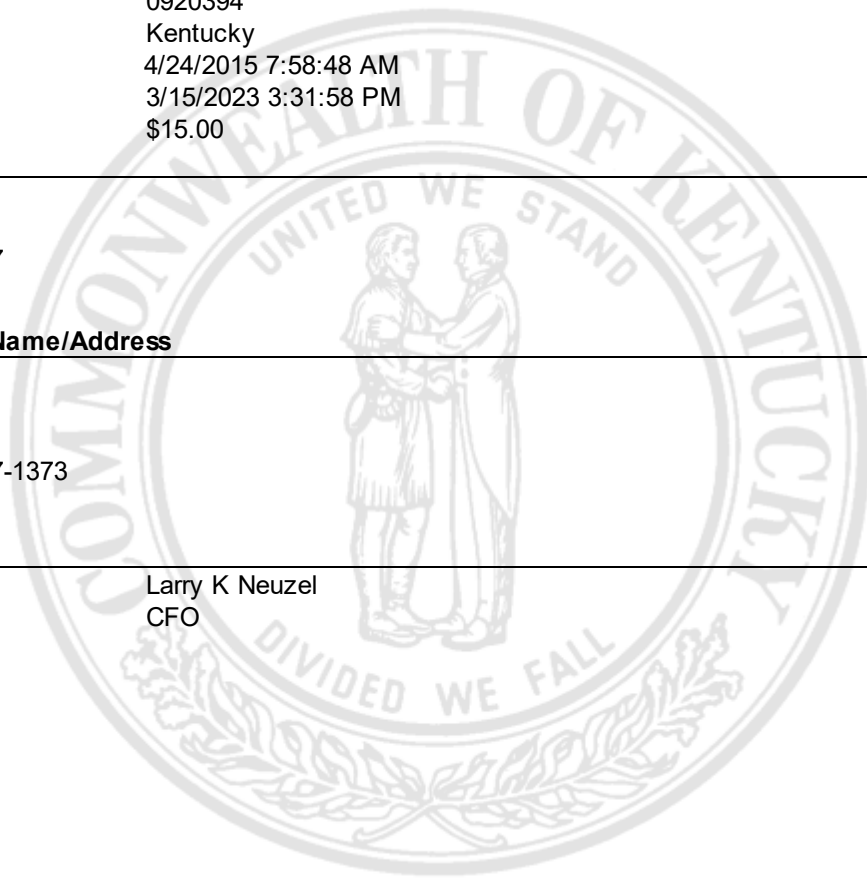 0920394
Kentucky
4/24/2015 7:58:48 AM
3/15/2023 3:31:58 PM
$15.00
COMMONWEALTH OF KENTUCKY
UNITED WE STAND
Name/Address
7-1373
Larry K Neuzel
CFO
DIVIDED WE FALL